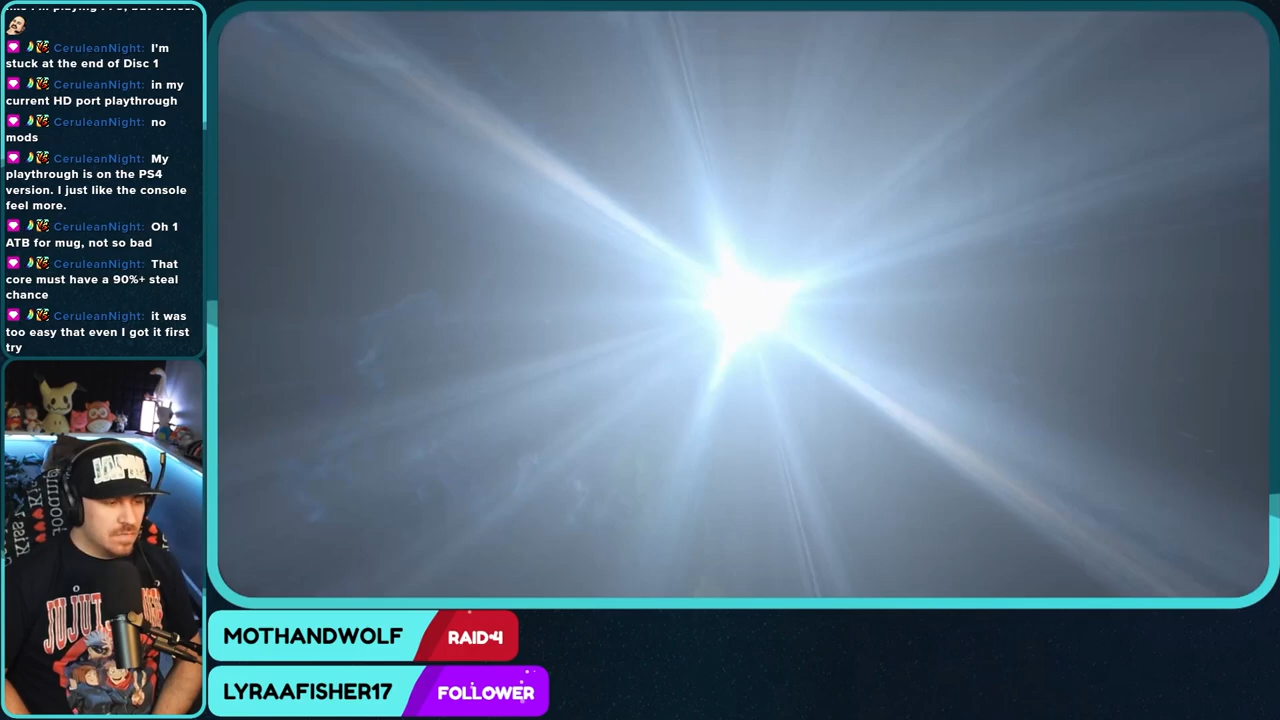 CeruleanNight: I'm
stuck at the end of Disc 1
CeruleanNight: in my
current HD port playthrough
CeruleanNight: no
mods
CeruleanNight: My
playthrough is on the PS4
version. I just like the console
feel more.
CeruleanNight: Oh 1
ATB for mug, not so bad
CeruleanNight: That
core must have a 90%+ steal
chance
CeruleanNight: it was
too easy that even I got it first
try
MOTHANDWOLF RAID•4
LYRAAFISHER17 FOLLOWER